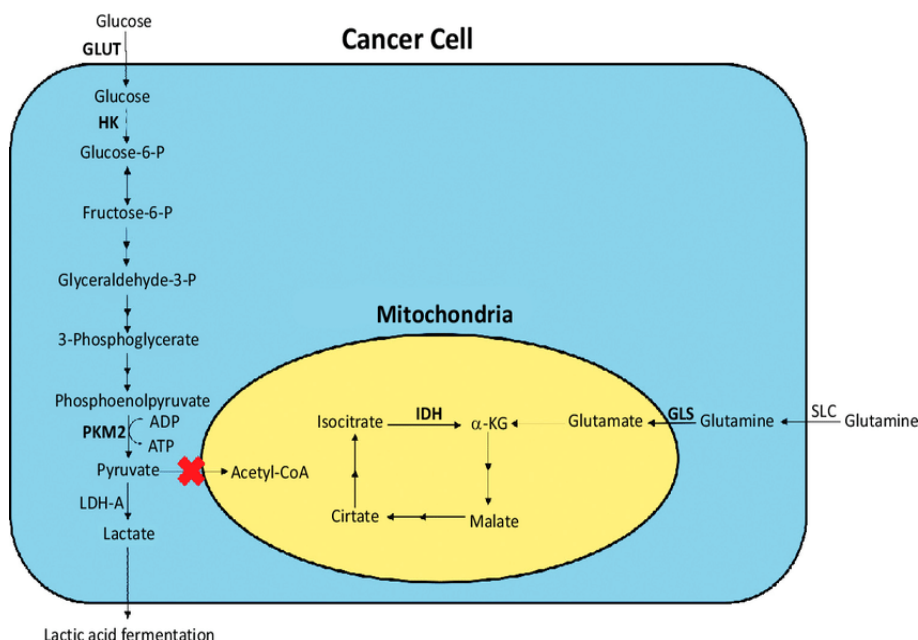 Glucose
GLUT
Cancer Cell
Glucose
HK
Glucose-6-P
Fructose-6-P
Glyceraldehyde-3-P
3-Phosphoglycerate
Phosphoenolpyruvate
PKM2
ADP
ATP
Pyruvate
LDH-A
Lactate
Lactic acid fermentation
Mitochondria
Acetyl-CoA
Isocitrate
IDH
α-KG
Glutamate
GLS
Glutamine
SLC
Glutamine
Cirtate
Malate